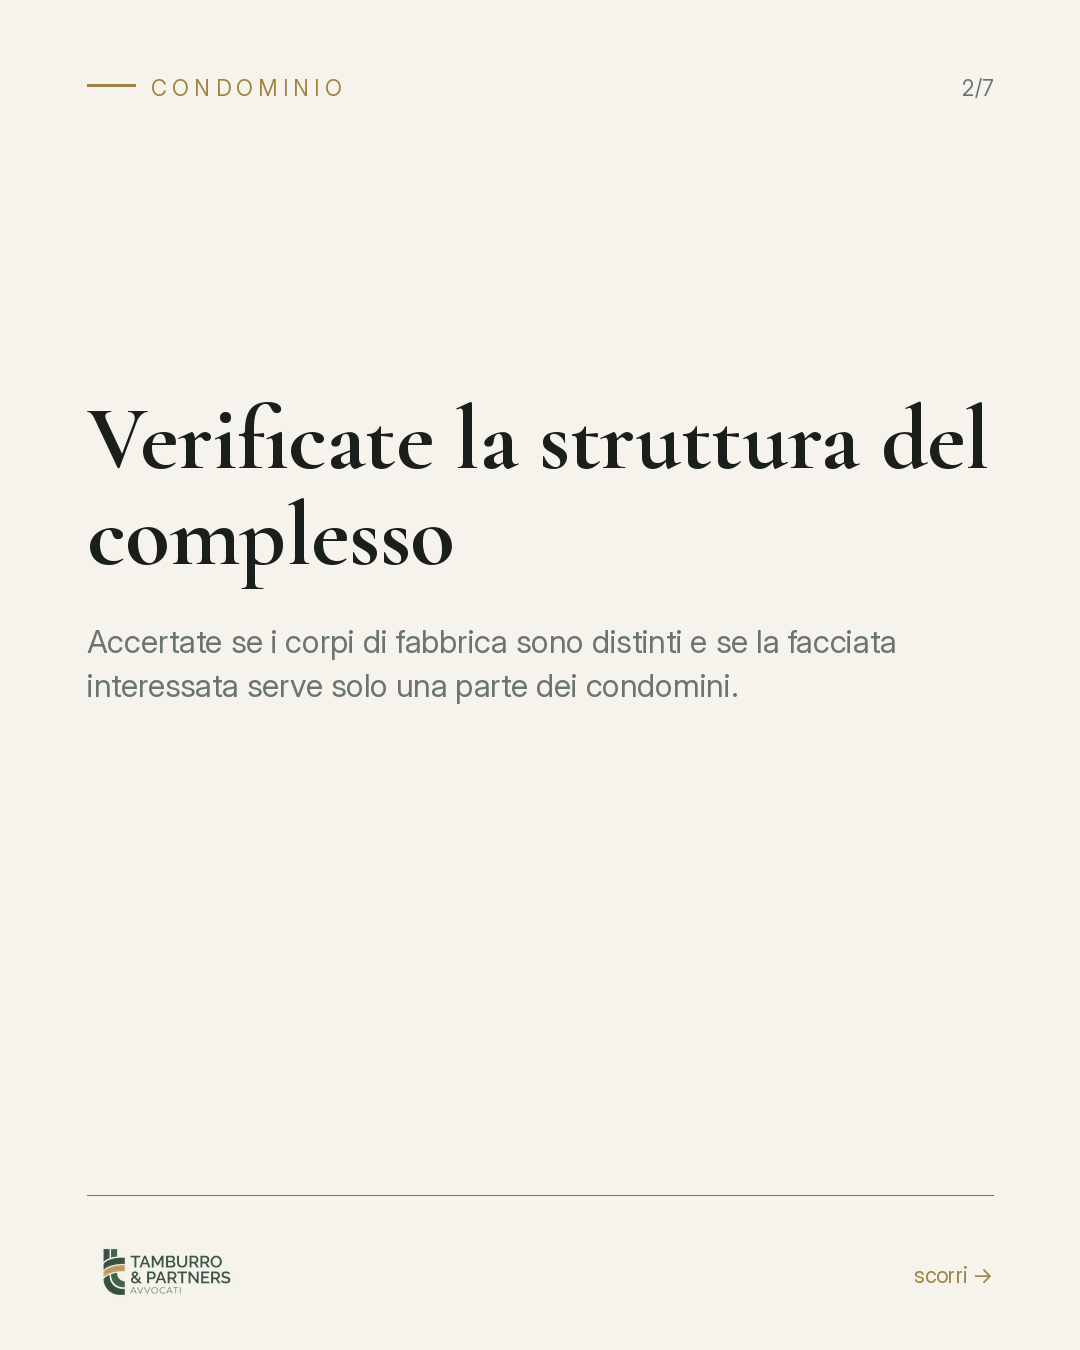 CONDOMINIO
2/7
Verificate la struttura del
complesso
Accertate se i corpi di fabbrica sono distinti e se la facciata
interessata serve solo una parte dei condomini.
TAMBURRO
& PARTNERS
AVVOCATI
scorri →